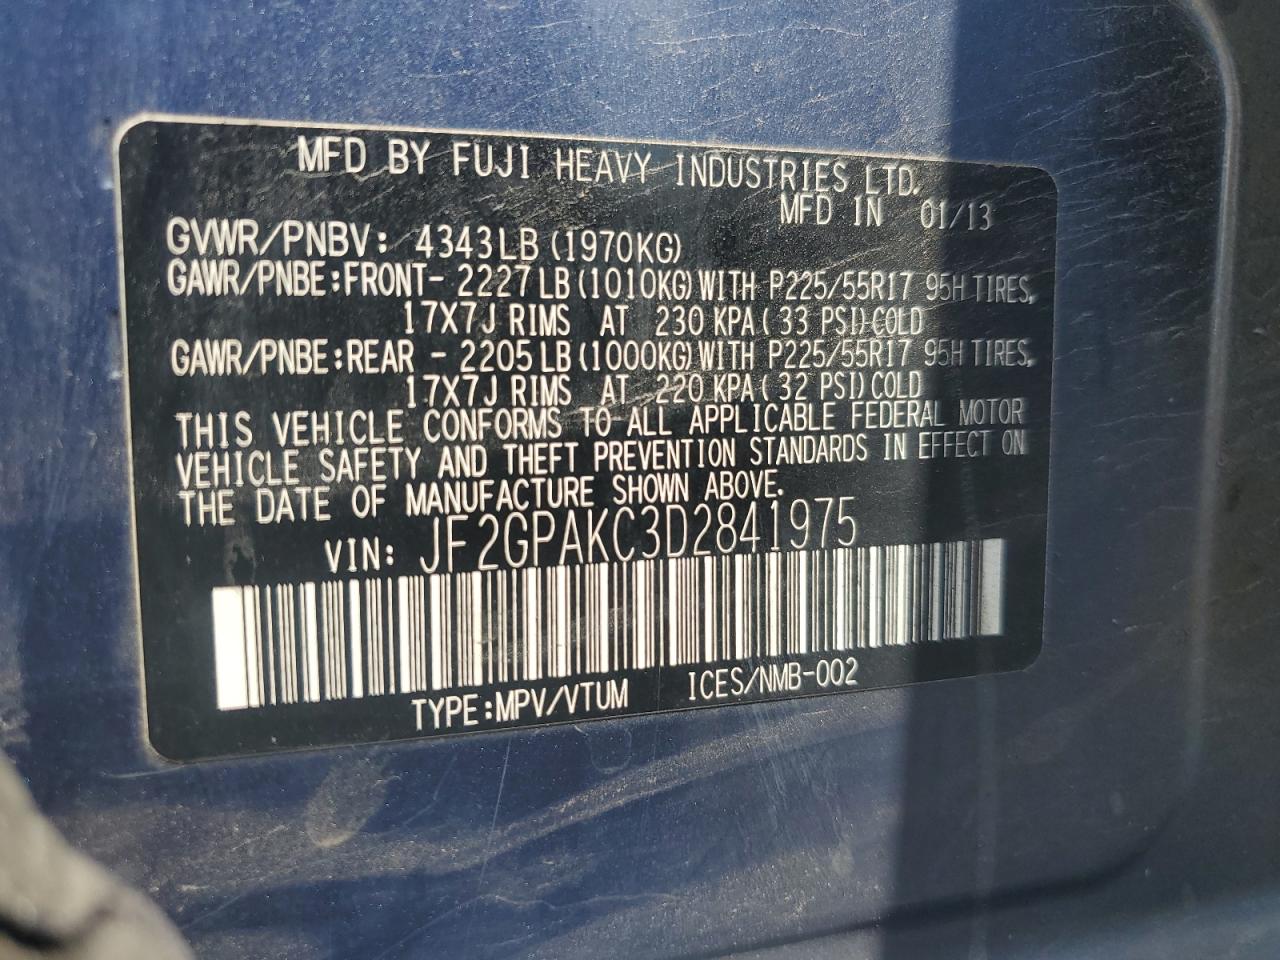 MFD BY FUJI HEAVY INDUSTRIES LTD.
MFD IN 01/13
GVWR/PNBV: 4343LB (1970KG)
GAWR/PNBE:FRONT- 2227LB (1010KG) WITH P225/55R17 95H TIRES,
17X7J RIMS AT 230 KPA ( 33 PSI) COLD
GAWR/PNBE:REAR - 2205LB (1000KG) WITH P225/55R17 95H TIRES,
17X7J RIMS AT 220 KPA ( 32 PSI) COLD
THIS VEHICLE CONFORMS TO ALL APPLICABLE FEDERAL MOTOR
VEHICLE SAFETY AND THEFT PREVENTION STANDARDS IN EFFECT ON
THE DATE OF MANUFACTURE SHOWN ABOVE.
VIN: JF2GPAKC3D2841975
TYPE:MPV/VTUM ICES/NMB-002